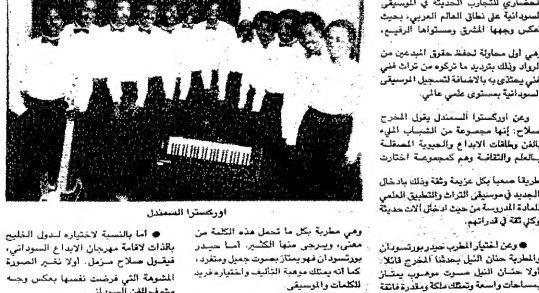 الحضاري للتجارب الحديثة في الموسيقى
السودانية على نطاق العالم العربي، بحيث
تعكس وجهها المشرق ومستواها الرفيع،
وهي أول محاولة لحفظ حقوق المبدعين من
الرواد وذلك بترديد ما تركوه من تراث فني
غني يحتذى به بالاضافة لتسجيل الموسيقى
السودانية بمستوى علمي عالي.
وعن اوركسترا السمندل يقول المخرج
صلاح: إنها مجموعة من الشباب المليء
بالفن وطاقات الابداع والحيوية المصقلة
بالعلم والثقافة وهم كمجموعة اختارت
طريقا صعبا بكل عزيمة وثقة وذلك بادخال
الجديد في موسيقى التراث والتطبيق العلمي
للمادة المدروسة من حيث ادخال آلات حديثة
وكلي ثقة في قدراتهم.
● وعن اختيار المطرب حيدر بورتسودان
والمطربة حنان النيل يحدثنا المخرج قائلا:
أولا حنان النيل صوت موهوب يمتاز
بمساحات واسعة وتمتلك ملكة ومقدرة فائقة
اوركسترا السمندل
وهي مطربة بكل ما تحمل هذه الكلمة من
معنى، ويرجى منها الكثير. أما حيدر
بورتسودان فهو يمتاز بصوت جميل ومتفرد،
كما انه يمتلك موهبة التأليف واختياره فريد
للكلمات والموسيقى.
● أما بالنسبة لاختياره لدول الخليج
بالذات لاقامة مهرجان الابداع السوداني،
فيقول صلاح مزمل. أولا نغير الصورة
المشوهة التي فرضت نفسها بعكس وجه
مشرف للفن السوداني